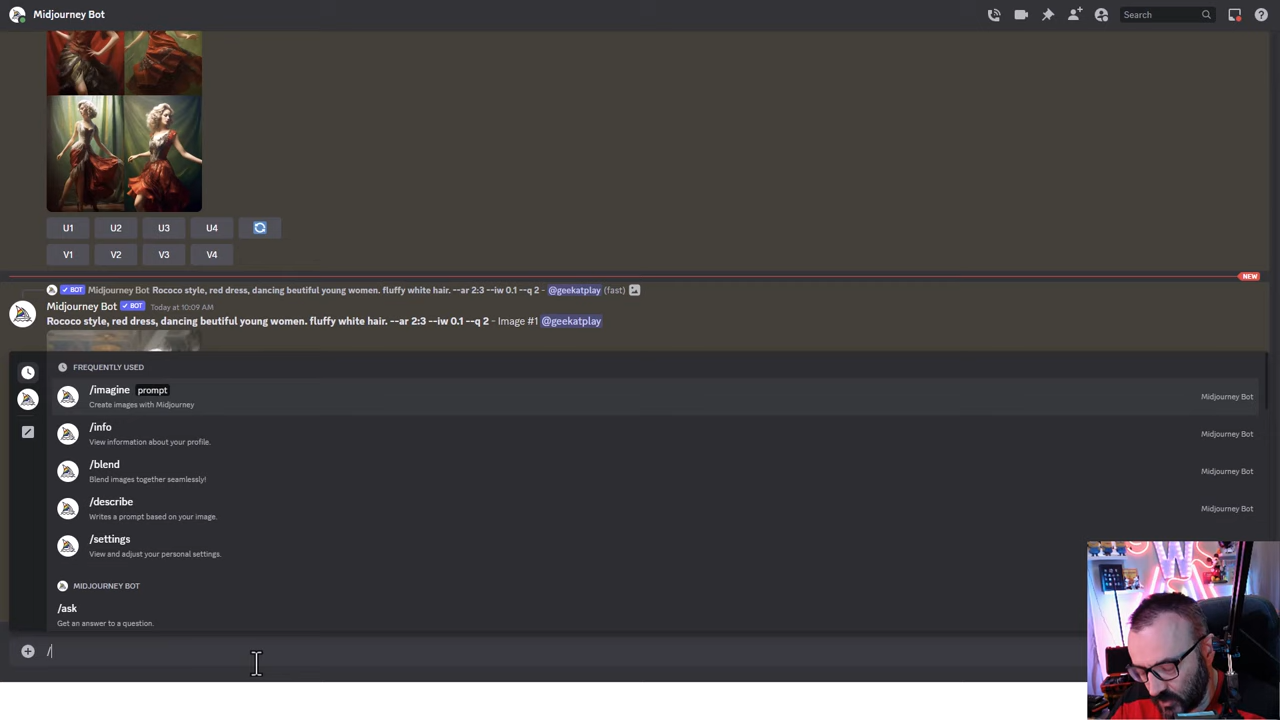 Midjourney Bot
Search
U1 U2 U3 U4
V1 V2 V3 V4
NEW
✓ BOT Midjourney Bot Rococo style, red dress, dancing beutiful young women. fluffy white hair. --ar 2:3 --iw 0.1 --q 2 - @geekatplay (fast)
Midjourney Bot ✓ BOT Today at 10:09 AM
Rococo style, red dress, dancing beutiful young women. fluffy white hair. --ar 2:3 --iw 0.1 --q 2 - Image #1 @geekatplay
FREQUENTLY USED
/imagine prompt
Create images with Midjourney
Midjourney Bot
/info
View information about your profile.
Midjourney Bot
/blend
Blend images together seamlessly!
Midjourney Bot
/describe
Writes a prompt based on your image.
Midjourney Bot
/settings
View and adjust your personal settings.
MIDJOURNEY BOT
/ask
Get an answer to a question.
/